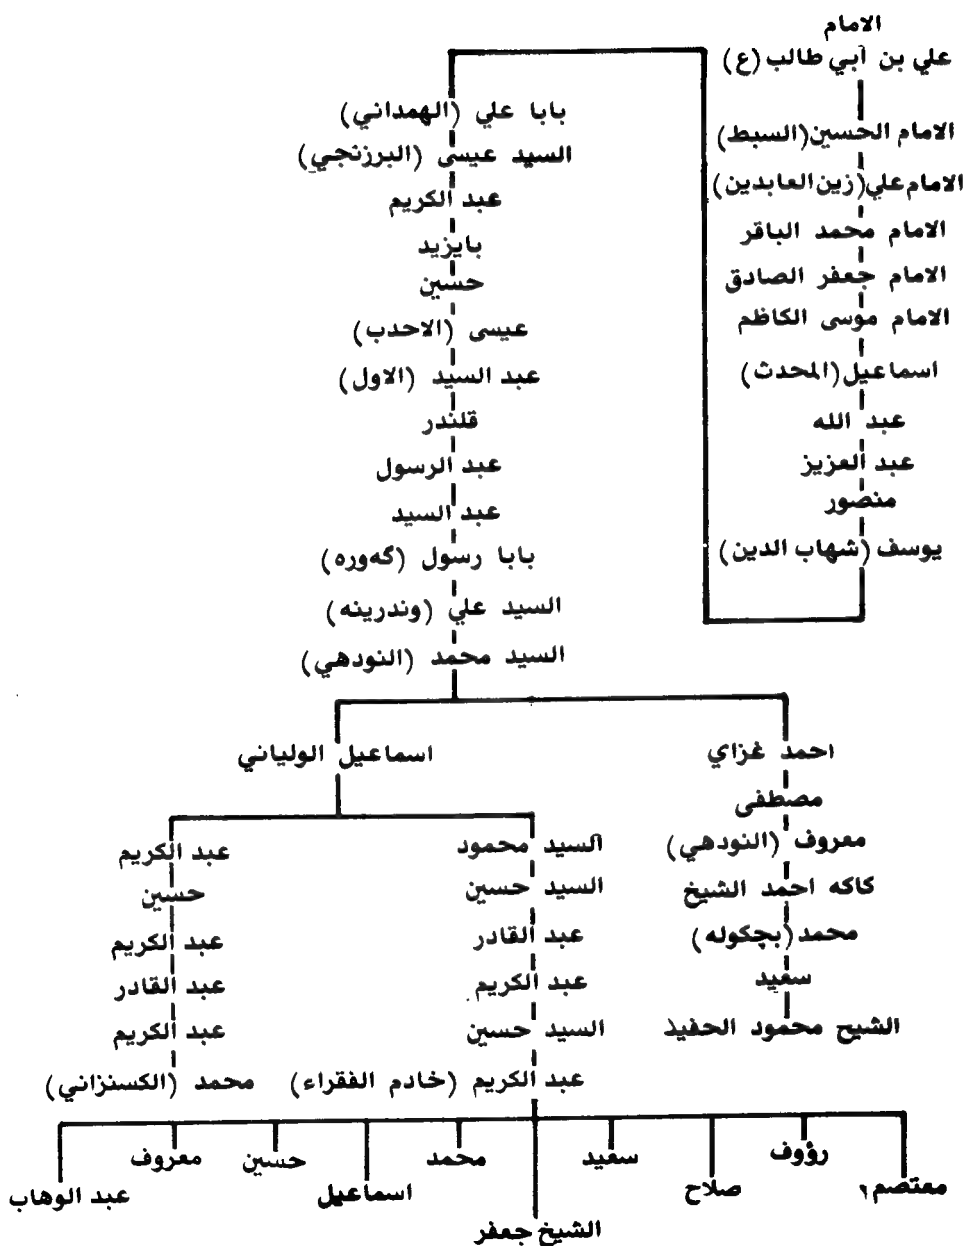 الامام
علي بن أبي طالب (ع)
الامام الحسين (السبط)
الامام علي (زين العابدين)
الامام محمد الباقر
الامام جعفر الصادق
الامام موسى الكاظم
اسماعيل (المحدث)
عبد الله
عبد العزيز
منصور
يوسف (شهاب الدين)
بابا علي (الهمداني)
السيد عيسى (البرزنجي)
عبد الكريم
بايزيد
حسين
عيسى (الاحدب)
عبد السيد (الاول)
قلندر
عبد الرسول
عبد السيد
بابا رسول (گەورە)
السيد علي (وندرينه)
السيد محمد (النودهي)
احمد غزاي
مصطفى
معروف (النودهي)
كاكه احمد الشيخ
محمد (بچكوله)
سعيد
الشيح محمود الحفيد
اسماعيل الولياني
السيد محمود
السيد حسين
عبد القادر
عبد الكريم
السيد حسين
عبد الكريم (خادم الفقراء)
عبد الكريم
حسين
عبد الكريم
عبد القادر
عبد الكريم
محمد (الكسنزاني)
معتصم
رؤوف
صلاح
سعيد
الشيخ جعفر
محمد
اسماعيل
حسين
معروف
عبد الوهاب